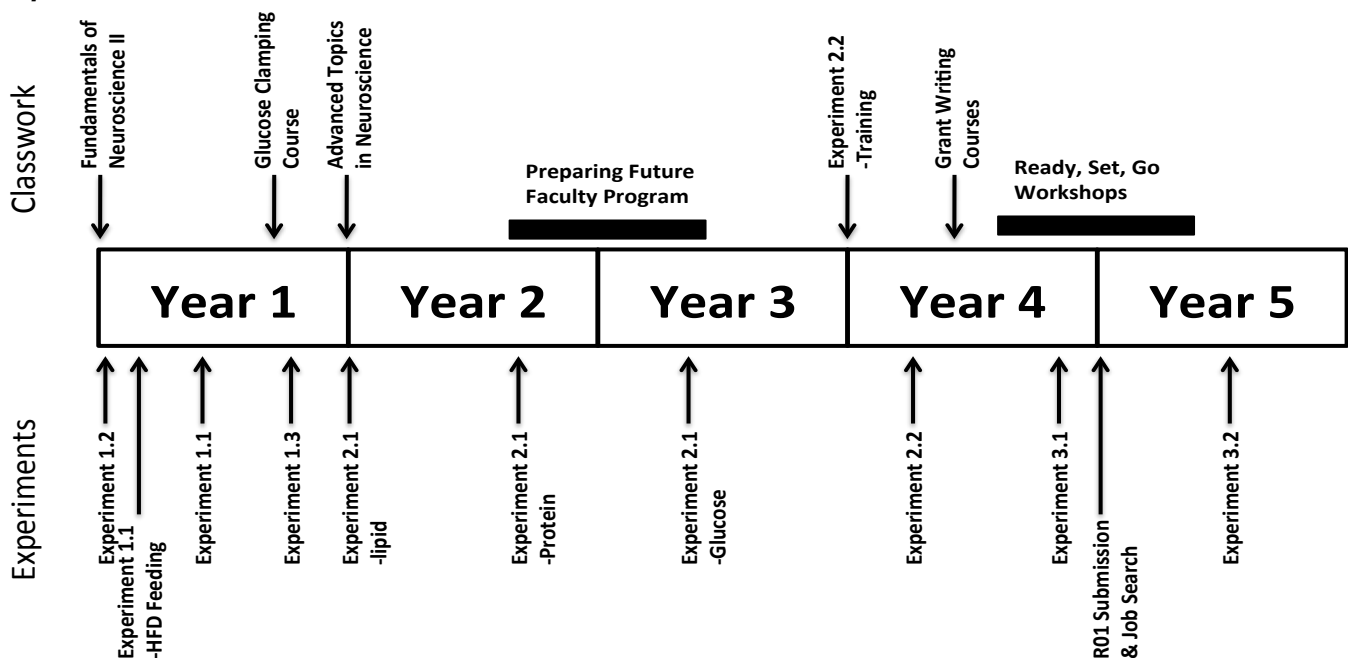 Classwork
Fundamentals of
Neuroscience II
Glucose Clamping
Course
Advanced Topics
in Neuroscience
Preparing Future
Faculty Program
Experiment 2.2
-Training
Grant Writing
Courses
Ready, Set, Go
Workshops
Year 1
Year 2
Year 3
Year 4
Year 5
Experiments
Experiment 1.2
Experiment 1.1
-HFD Feeding
Experiment 1.1
Experiment 1.3
Experiment 2.1
-lipid
Experiment 2.1
-Protein
Experiment 2.1
-Glucose
Experiment 2.2
Experiment 3.1
R01 Submission
& Job Search
Experiment 3.2